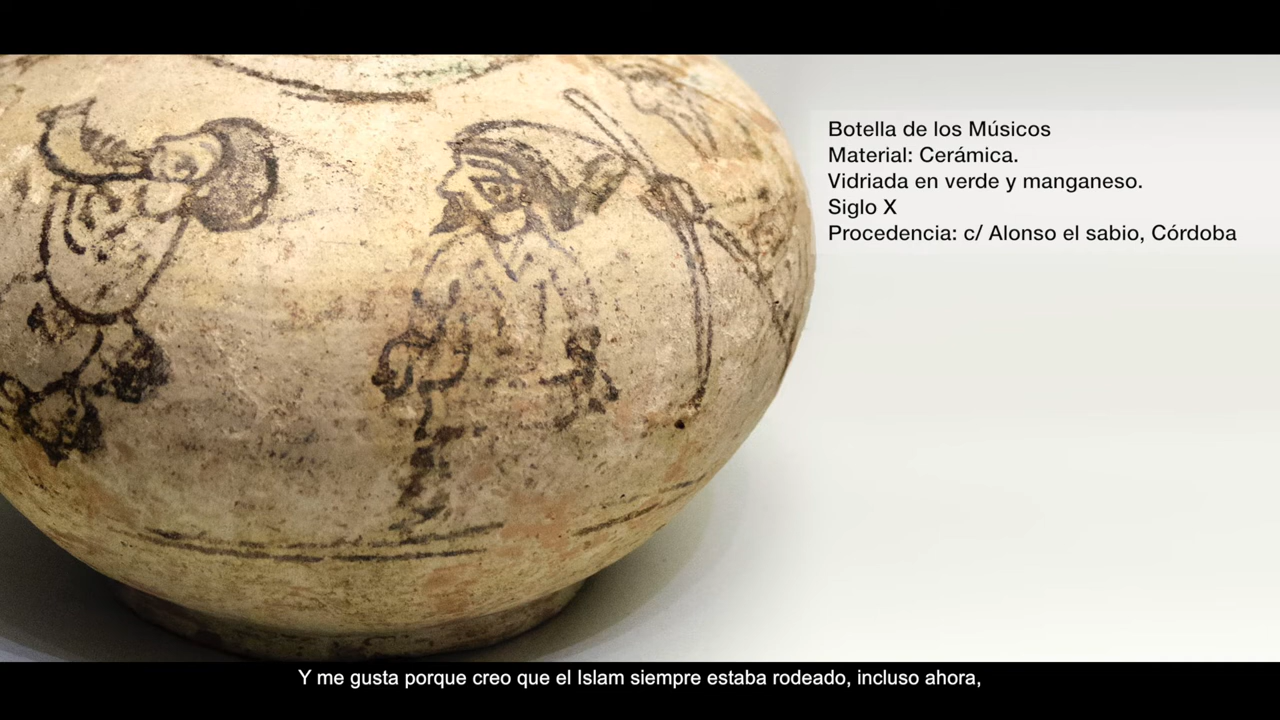 Botella de los Músicos
Material: Cerámica.
Vidriada en verde y manganeso.
Siglo X
Procedencia: c/ Alonso el sabio, Córdoba
Y me gusta porque creo que el Islam siempre estaba rodeado, incluso ahora,